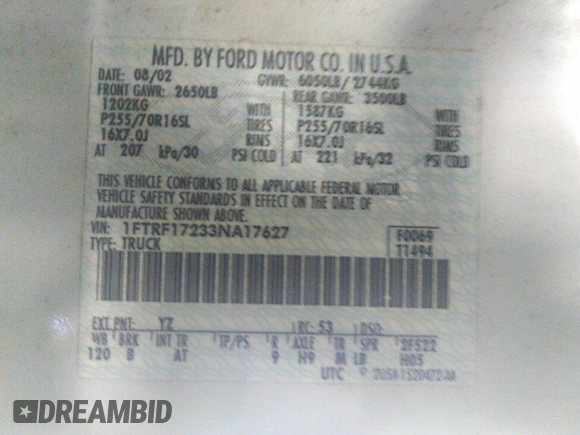 MFD. BY FORD MOTOR CO. IN U.S.A.
DATE: 08/02 GVWR: 6050LB/ 2744KG
FRONT GAWR: 2650LB REAR GAWR: 3500LB
1202KG WITH 1587KG WITH
P255/70R16SL TIRES P255/70R16SL TIRES
16X7.0J RIMS 16X7.0J RIMS
AT 207 kPa/30 PSI COLD AT 221 kPa/32 PSI COLD
THIS VEHICLE CONFORMS TO ALL APPLICABLE FEDERAL MOTOR
VEHICLE SAFETY STANDARDS IN EFFECT ON THE DATE OF
MANUFACTURE SHOWN ABOVE.
VIN: 1FTRF17233NA17627 F0069
TYPE: TRUCK T1494
EXT PNT: YZ RC: 53 DSO:
WB BRK INT TR TP/PS R AXLE TR SPR 2F522
120 B AT 9 H9 M LB H05
UTC
DREAMBID